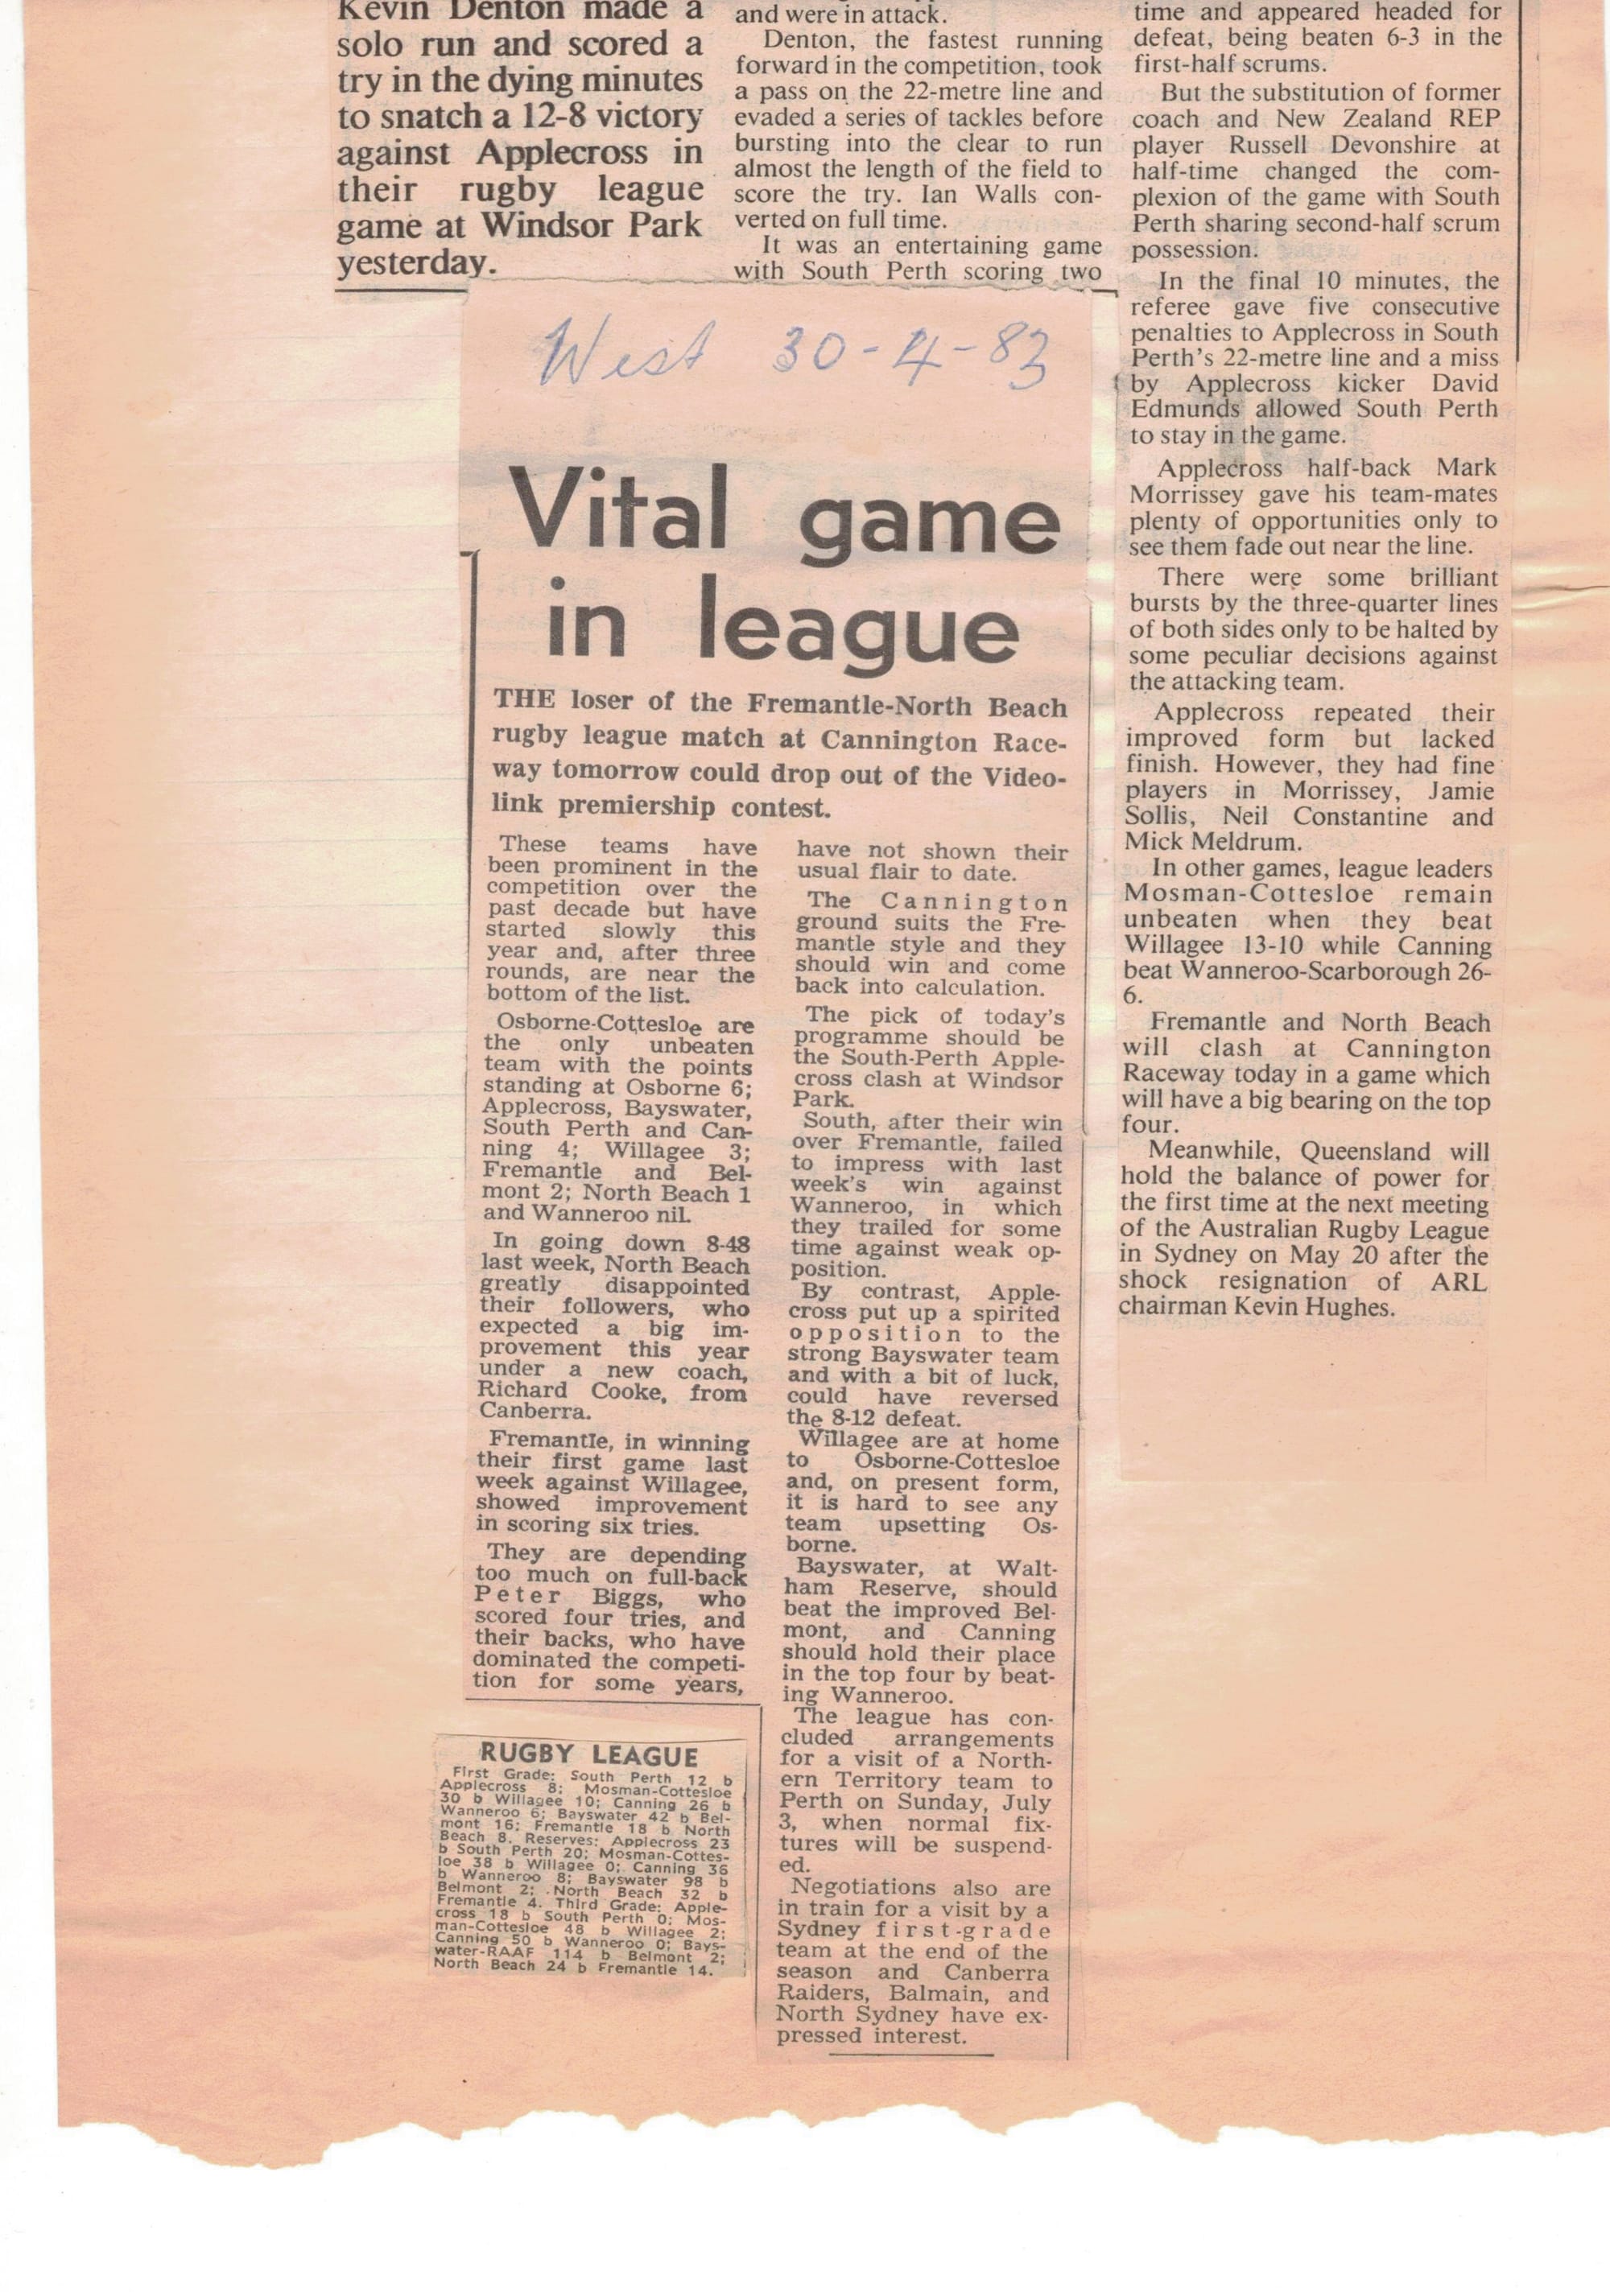 Kevin Denton made a
solo run and scored a
try in the dying minutes
to snatch a 12-8 victory
against Applecross in
their rugby league
game at Windsor Park
yesterday.
and were in attack.
Denton, the fastest running
forward in the competition, took
a pass on the 22-metre line and
evaded a series of tackles before
bursting into the clear to run
almost the length of the field to
score the try. Ian Walls con-
verted on full time.
It was an entertaining game
with South Perth scoring two
time and appeared headed for
defeat, being beaten 6-3 in the
first-half scrums.
But the substitution of former
coach and New Zealand REP
player Russell Devonshire at
half-time changed the com-
plexion of the game with South
Perth sharing second-half scrum
possession.
In the final 10 minutes, the
referee gave five consecutive
penalties to Applecross in South
Perth's 22-metre line and a miss
by Applecross kicker David
Edmunds allowed South Perth
to stay in the game.
Applecross half-back Mark
Morrissey gave his team-mates
plenty of opportunities only to
see them fade out near the line.
There were some brilliant
bursts by the three-quarter lines
of both sides only to be halted by
some peculiar decisions against
the attacking team.
Applecross repeated their
improved form but lacked
finish. However, they had fine
players in Morrissey, Jamie
Sollis, Neil Constantine and
Mick Meldrum.
In other games, league leaders
Mosman-Cottesloe remain
unbeaten when they beat
Willagee 13-10 while Canning
beat Wanneroo-Scarborough 26-
6.
Fremantle and North Beach
will clash at Cannington
Raceway today in a game which
will have a big bearing on the top
four.
Meanwhile, Queensland will
hold the balance of power for
the first time at the next meeting
of the Australian Rugby League
in Sydney on May 20 after the
shock resignation of ARL
chairman Kevin Hughes.
West 30-4-83
Vital game
in league
THE loser of the Fremantle-North Beach
rugby league match at Cannington Race-
way tomorrow could drop out of the Video-
link premiership contest.
These teams have
been prominent in the
competition over the
past decade but have
started slowly this
year and, after three
rounds, are near the
bottom of the list.
Osborne-Cottesloe are
the only unbeaten
team with the points
standing at Osborne 6;
Applecross, Bayswater,
South Perth and Can-
ning 4; Willagee 3;
Fremantle and Bel-
mont 2; North Beach 1
and Wanneroo nil.
In going down 8-48
last week, North Beach
greatly disappointed
their followers, who
expected a big im-
provement this year
under a new coach,
Richard Cooke, from
Canberra.
Fremantle, in winning
their first game last
week against Willagee,
showed improvement
in scoring six tries.
They are depending
too much on full-back
Peter Biggs, who
scored four tries, and
their backs, who have
dominated the competi-
tion for some years,
have not shown their
usual flair to date.
The Cannington
ground suits the Fre-
mantle style and they
should win and come
back into calculation.
The pick of today's
programme should be
the South-Perth Apple-
cross clash at Windsor
Park.
South, after their win
over Fremantle, failed
to impress with last
week's win against
Wanneroo, in which
they trailed for some
time against weak op-
position.
By contrast, Apple-
cross put up a spirited
opposition to the
strong Bayswater team
and with a bit of luck,
could have reversed
the 8-12 defeat.
Willagee are at home
to Osborne-Cottesloe
and, on present form,
it is hard to see any
team upsetting Os-
borne.
Bayswater, at Walt-
ham Reserve, should
beat the improved Bel-
mont, and Canning
should hold their place
in the top four by beat-
ing Wanneroo.
The league has con-
cluded arrangements
for a visit of a North-
ern Territory team to
Perth on Sunday, July
3, when normal fix-
tures will be suspend-
ed.
Negotiations also are
in train for a visit by a
Sydney first-grade
team at the end of the
season and Canberra
Raiders, Balmain, and
North Sydney have ex-
pressed interest.
RUGBY LEAGUE
First Grade: South Perth 12 b
Applecross 8; Mosman-Cottesloe
30 b Willagee 10; Canning 26 b
Wanneroo 6; Bayswater 42 b Bel-
mont 16; Fremantle 18 b North
Beach 8. Reserves: Applecross 23
b South Perth 20; Mosman-Cottes-
loe 38 b Willagee 0; Canning 36
b Wanneroo 8; Bayswater 98 b
Belmont 2; North Beach 32 b
Fremantle 4. Third Grade: Apple-
cross 18 b South Perth 0; Mos-
man-Cottesloe 48 b Willagee 2;
Canning 50 b Wanneroo 0; Bays-
water-RAAF 114 b Belmont 2;
North Beach 24 b Fremantle 14.